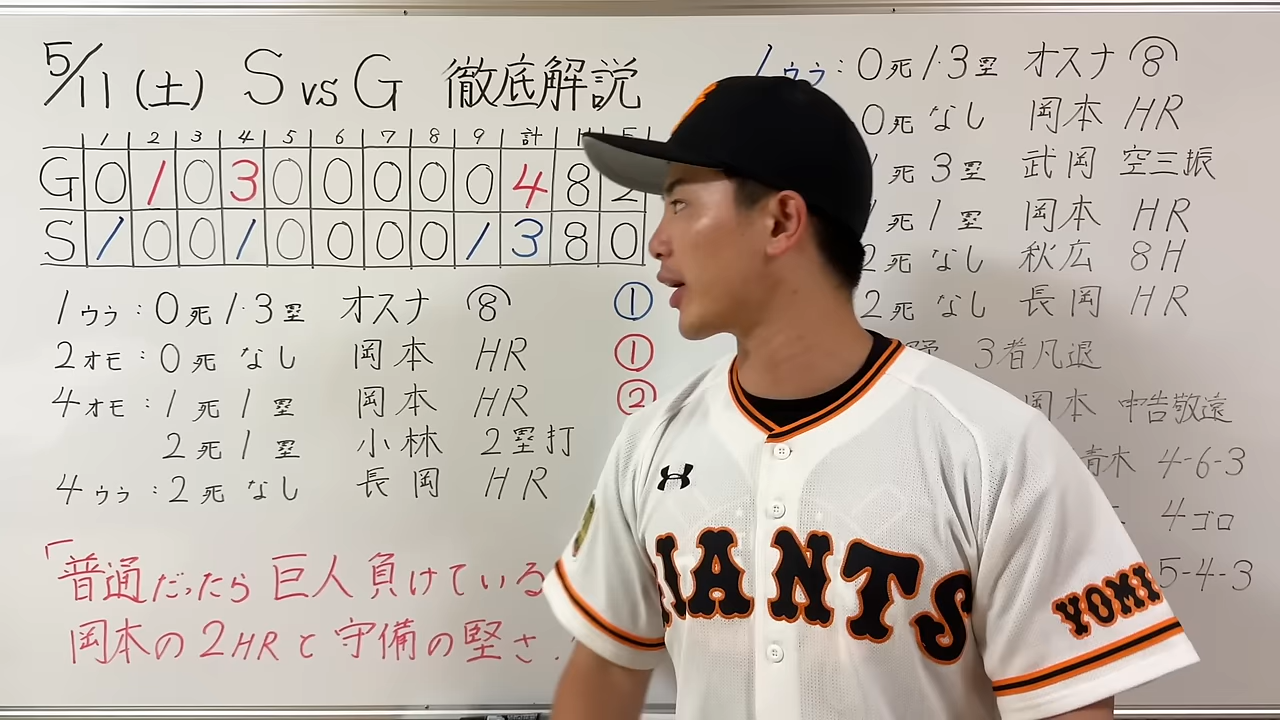 5/11(土) S vs G 徹底解説
1 2 3 4 5 6 7 8 9 計
G 0 1 0 3 0 0 0 0 0 4 8 2
S 1 0 0 1 0 0 0 0 1 3 8 0
1ウラ:0死1・3塁 オスナ ⑧ ①
2オモ:0死なし 岡本 HR ①
4オモ:1死1塁 岡本 HR ②
2死1塁 小林 2塁打
4ウラ:2死なし 長岡 HR
「普通だったら巨人負けている
岡本の2HRと守備の堅さ
1ウラ:0死1・3塁 オスナ ⑧
0死なし 岡本 HR
死3塁 武岡 空三振
死1塁 岡本 HR
2死なし 秋広 8H
2死なし 長岡 HR
3者凡退
岡本 申告敬遠
青木 4-6-3
4ゴロ
5-4-3
GIANTS
YOMI